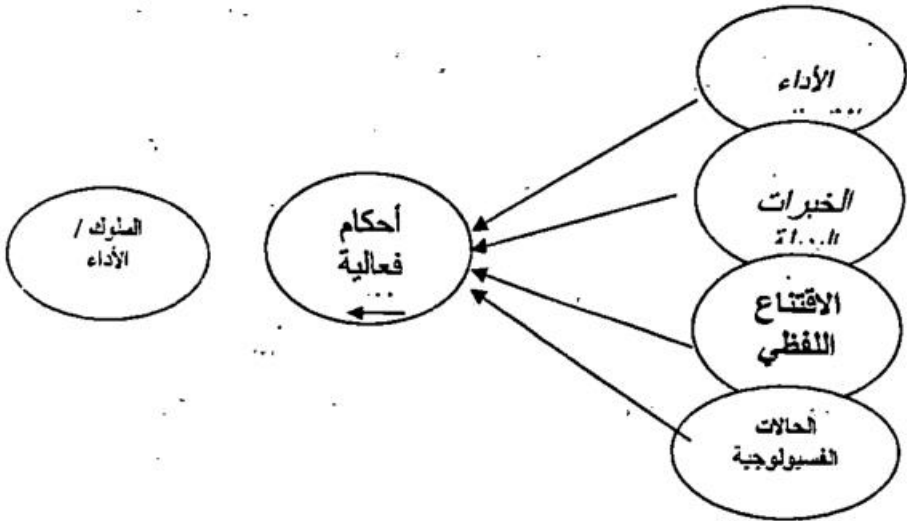 الأداء
الخبرات
الاقتناع
اللفظي
الحالات
الفسيولوجية
أحكام
فعالية
السلوك /
الأداء